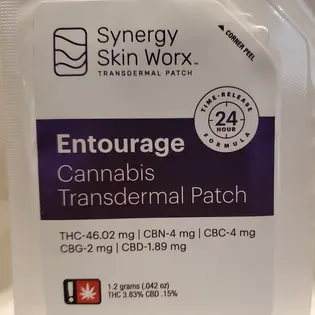 Synergy
Skin Worx™
TRANSDERMAL PATCH
CORNER PEEL
TIME-RELEASE
24
HOUR
FORMULA
Entourage
Cannabis
Transdermal Patch
THC-46.02 mg | CBN-4 mg | CBC-4 mg
CBG-2 mg | CBD-1.89 mg
!
1.2 grams (.042 oz)
THC 3.83% CBD .15%